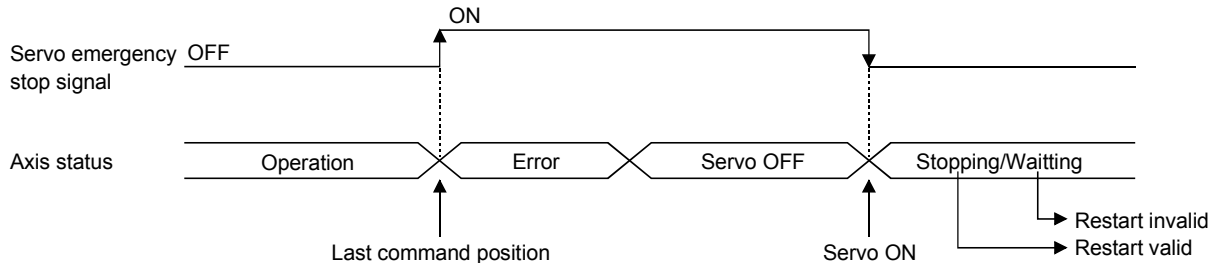 ON
Servo emergency OFF
stop signal
Axis status
Operation
Error
Servo OFF
Stopping/Waitting
Restart invalid
Restart valid
Last command position
Servo ON